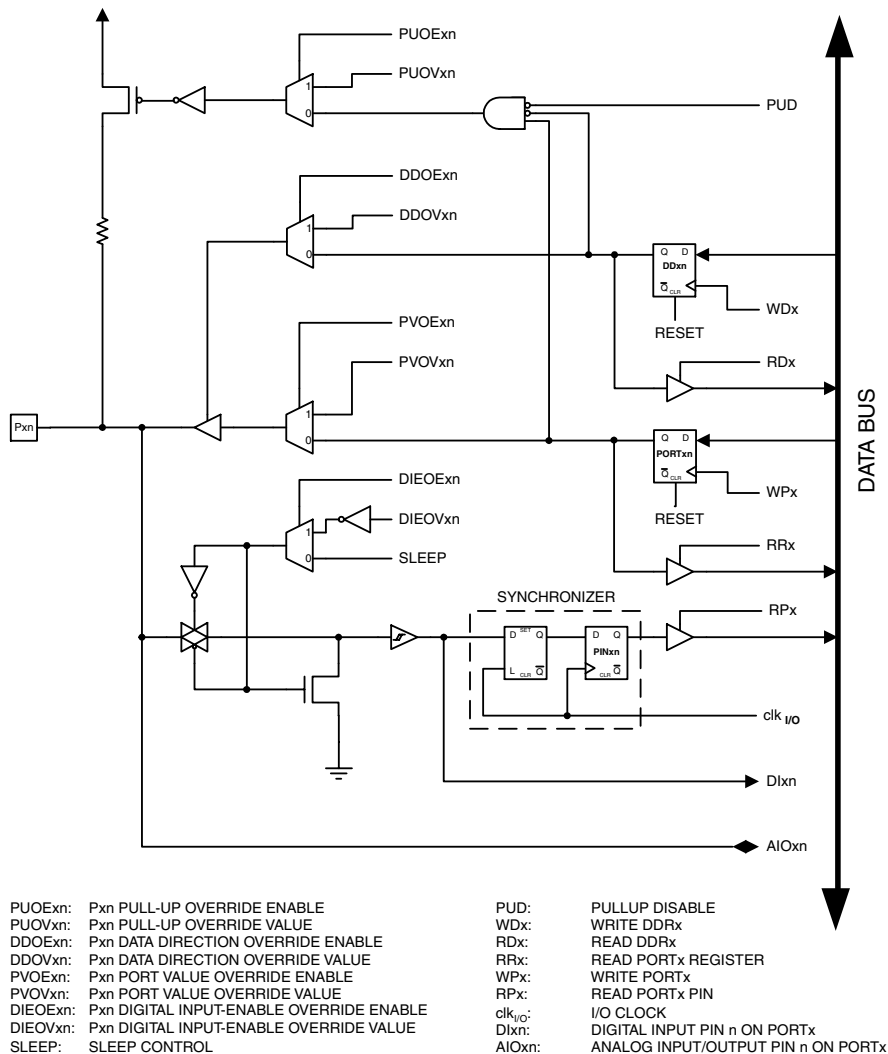 PUOExn
PUOVxn
1
0
PUD
DDOExn
DDOVxn
1
0
Q D
DDxn
Q CLR
WDx
RESET
PVOExn
PVOVxn
RDx
1
0
Pxn
Q D
PORTxn
Q CLR
WPx
RESET
DATA BUS
DIEOExn
DIEOVxn
1
0
SLEEP
RRx
SYNCHRONIZER
RPx
D SET Q
L CLR Q
D Q
PINxn
CLR Q
clk I/O
DIxn
AIOxn
PUOExn: Pxn PULL-UP OVERRIDE ENABLE
PUOVxn: Pxn PULL-UP OVERRIDE VALUE
DDOExn: Pxn DATA DIRECTION OVERRIDE ENABLE
DDOVxn: Pxn DATA DIRECTION OVERRIDE VALUE
PVOExn: Pxn PORT VALUE OVERRIDE ENABLE
PVOVxn: Pxn PORT VALUE OVERRIDE VALUE
DIEOExn: Pxn DIGITAL INPUT-ENABLE OVERRIDE ENABLE
DIEOVxn: Pxn DIGITAL INPUT-ENABLE OVERRIDE VALUE
SLEEP: SLEEP CONTROL
PUD: PULLUP DISABLE
WDx: WRITE DDRx
RDx: READ DDRx
RRx: READ PORTx REGISTER
WPx: WRITE PORTx
RPx: READ PORTx PIN
clkI/O: I/O CLOCK
DIxn: DIGITAL INPUT PIN n ON PORTx
AIOxn: ANALOG INPUT/OUTPUT PIN n ON PORTx